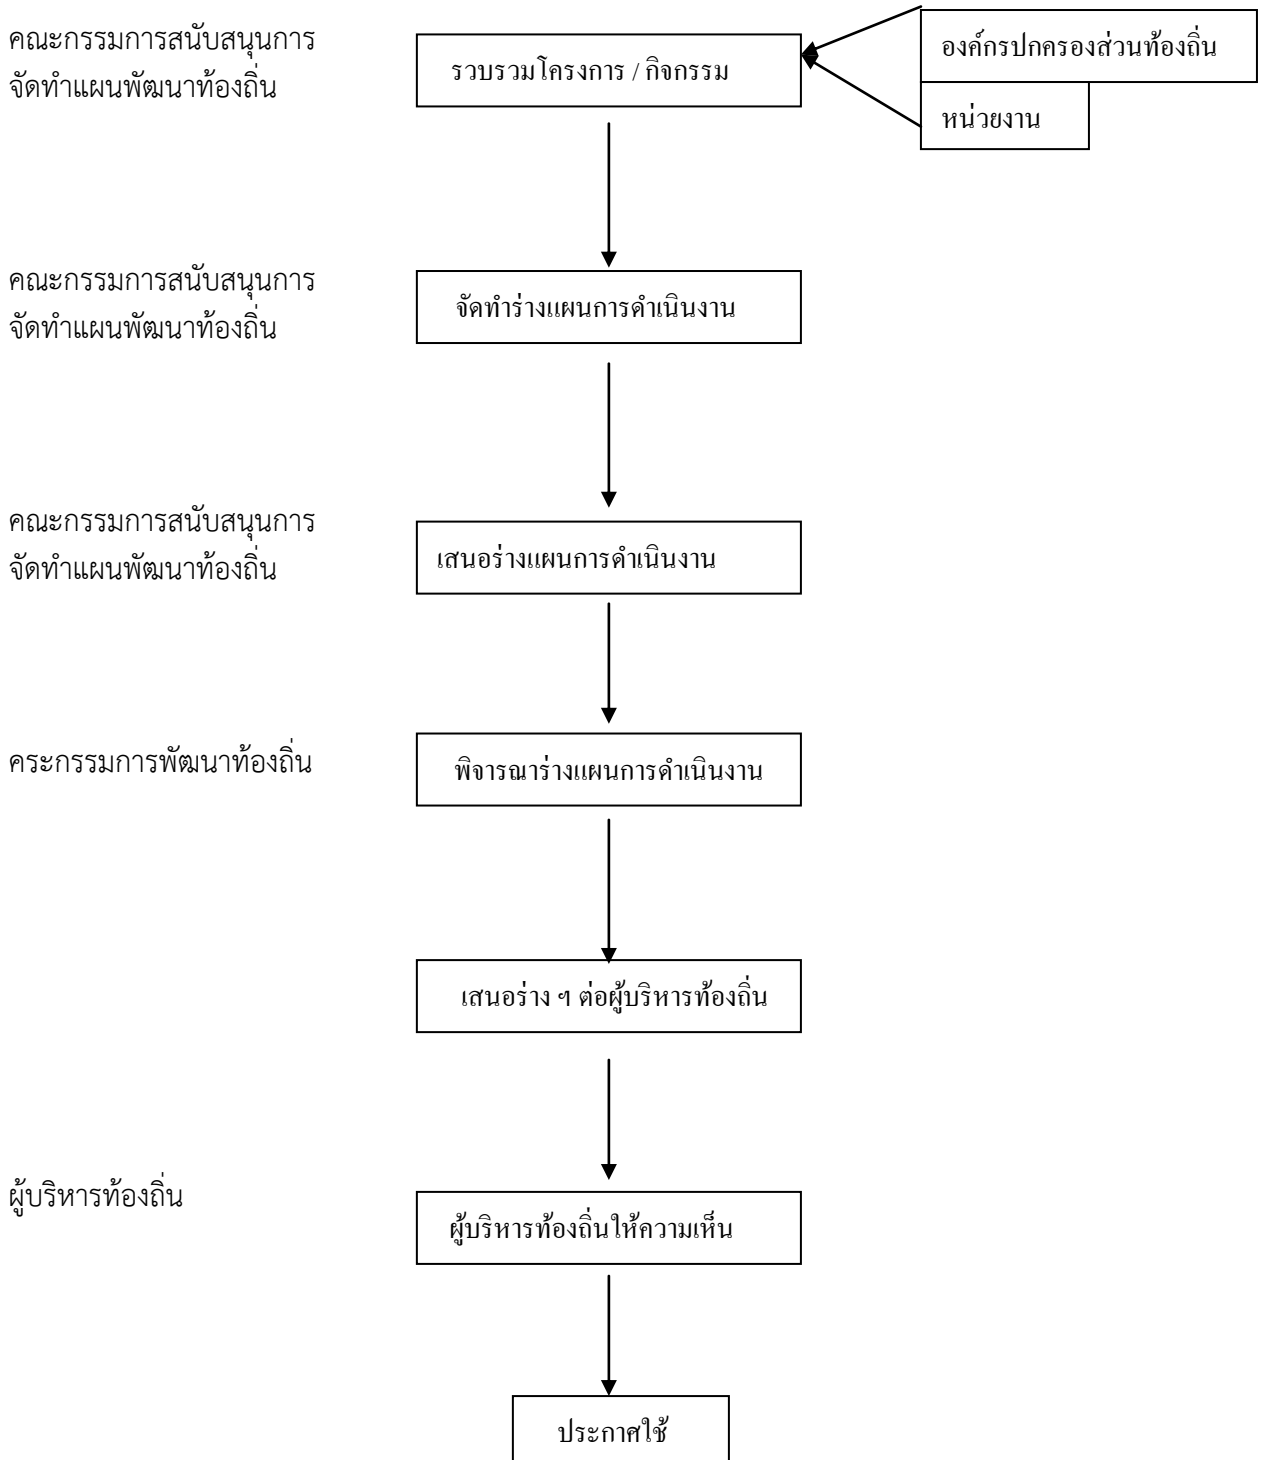 คณะกรรมการสนับสนุนการ
จัดทำแผนพัฒนาท้องถิ่น
รวบรวมโครงการ / กิจกรรม
องค์กรปกครองส่วนท้องถิ่น
หน่วยงาน
คณะกรรมการสนับสนุนการ
จัดทำแผนพัฒนาท้องถิ่น
จัดทำร่างแผนการดำเนินงาน
คณะกรรมการสนับสนุนการ
จัดทำแผนพัฒนาท้องถิ่น
เสนอร่างแผนการดำเนินงาน
คระกรรมการพัฒนาท้องถิ่น
พิจารณาร่างแผนการดำเนินงาน
เสนอร่าง ฯ ต่อผู้บริหารท้องถิ่น
ผู้บริหารท้องถิ่น
ผู้บริหารท้องถิ่นให้ความเห็น
ประกาศใช้